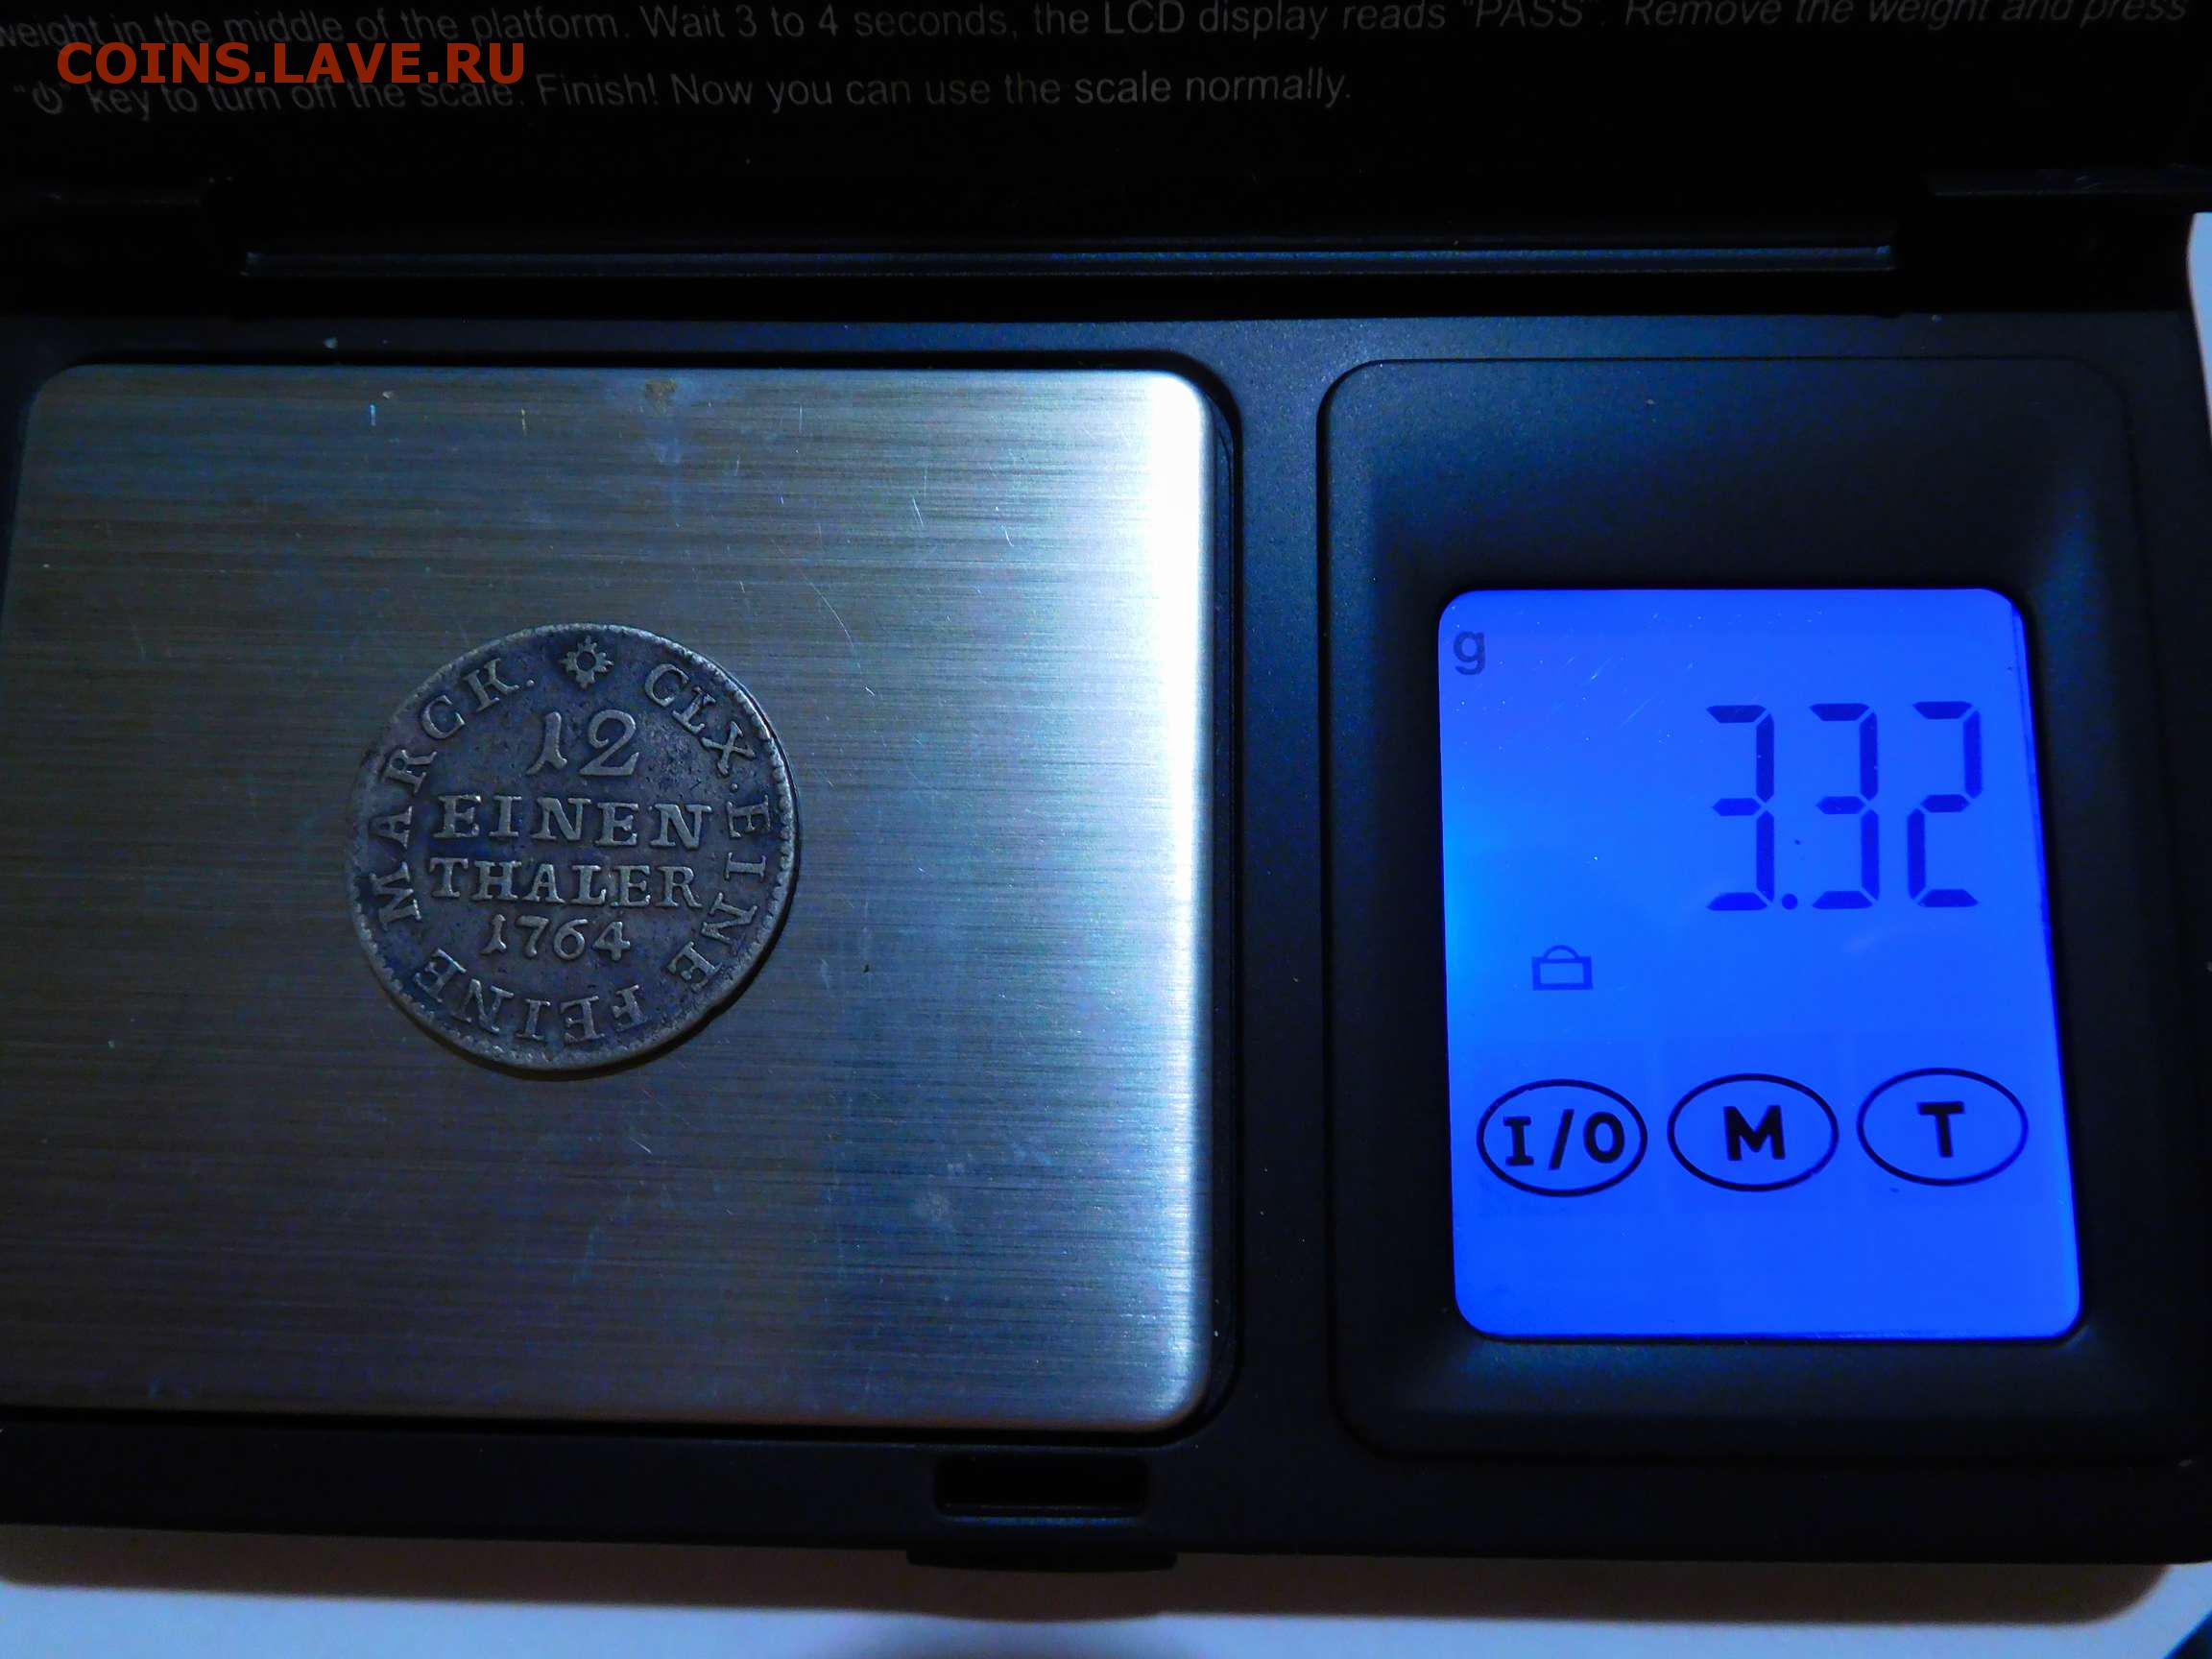 weight in the middle of the platform. Wait 3 to 4 seconds, the LCD display reads "PASS". Remove the weight and press
COINS.LAVE.RU
"⏻" key to turn off the scale. Finish! Now you can use the scale normally.
CLX. EINE FEINE MARCK.
12
EINEN
THALER
1764
g
3.32
I/O M T